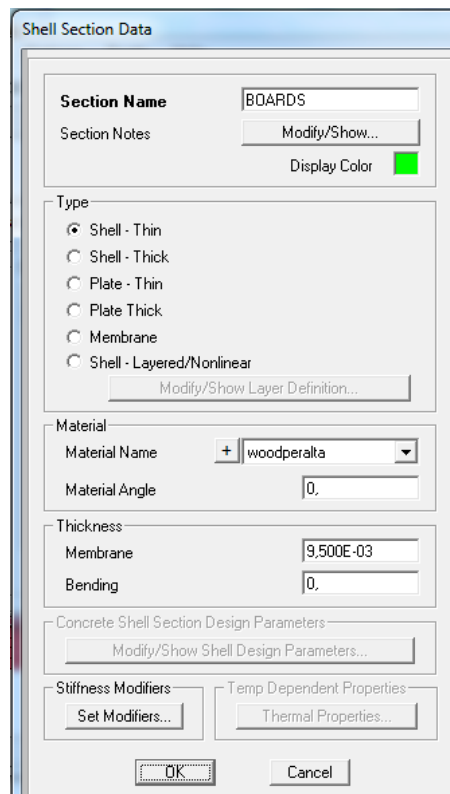 Shell Section Data
Section Name BOARDS
Section Notes Modify/Show...
Display Color
Type
Shell - Thin
Shell - Thick
Plate - Thin
Plate Thick
Membrane
Shell - Layered/Nonlinear
Modify/Show Layer Definition...
Material
Material Name + woodperalta
Material Angle 0,
Thickness
Membrane 9,500E-03
Bending 0,
Concrete Shell Section Design Parameters
Modify/Show Shell Design Parameters...
Stiffness Modifiers Temp Dependent Properties
Set Modifiers... Thermal Properties...
OK Cancel